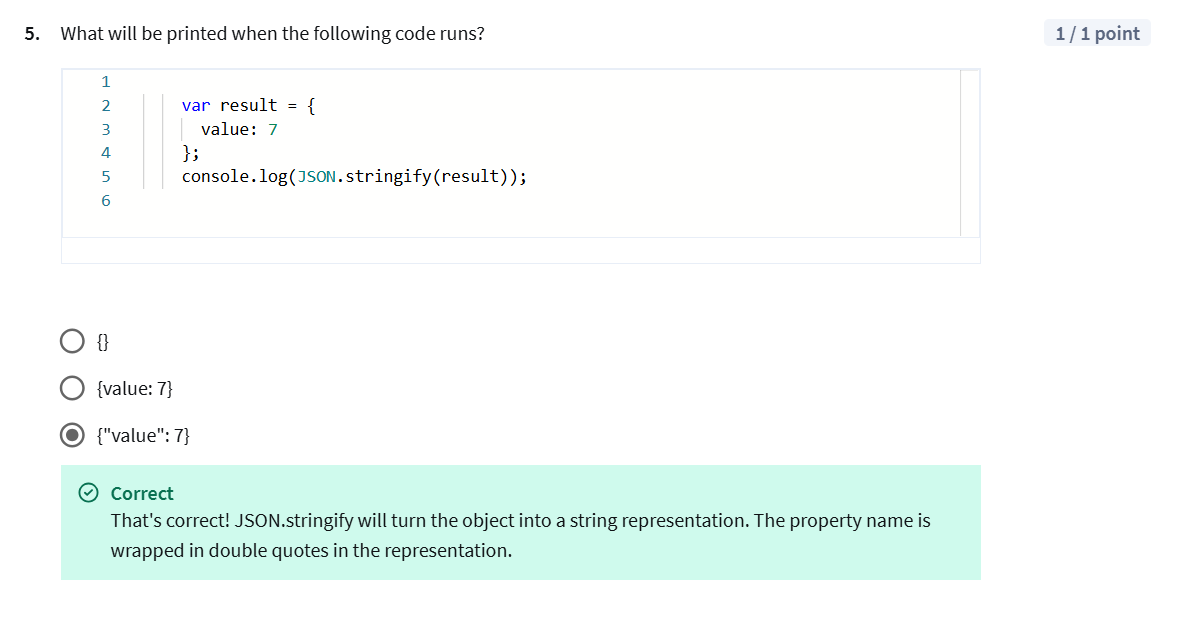 5. What will be printed when the following code runs?
1 / 1 point
1
2 var result = {
3 value: 7
4 };
5 console.log(JSON.stringify(result));
6
{}
{value: 7}
{"value": 7}
Correct
That's correct! JSON.stringify will turn the object into a string representation. The property name is
wrapped in double quotes in the representation.